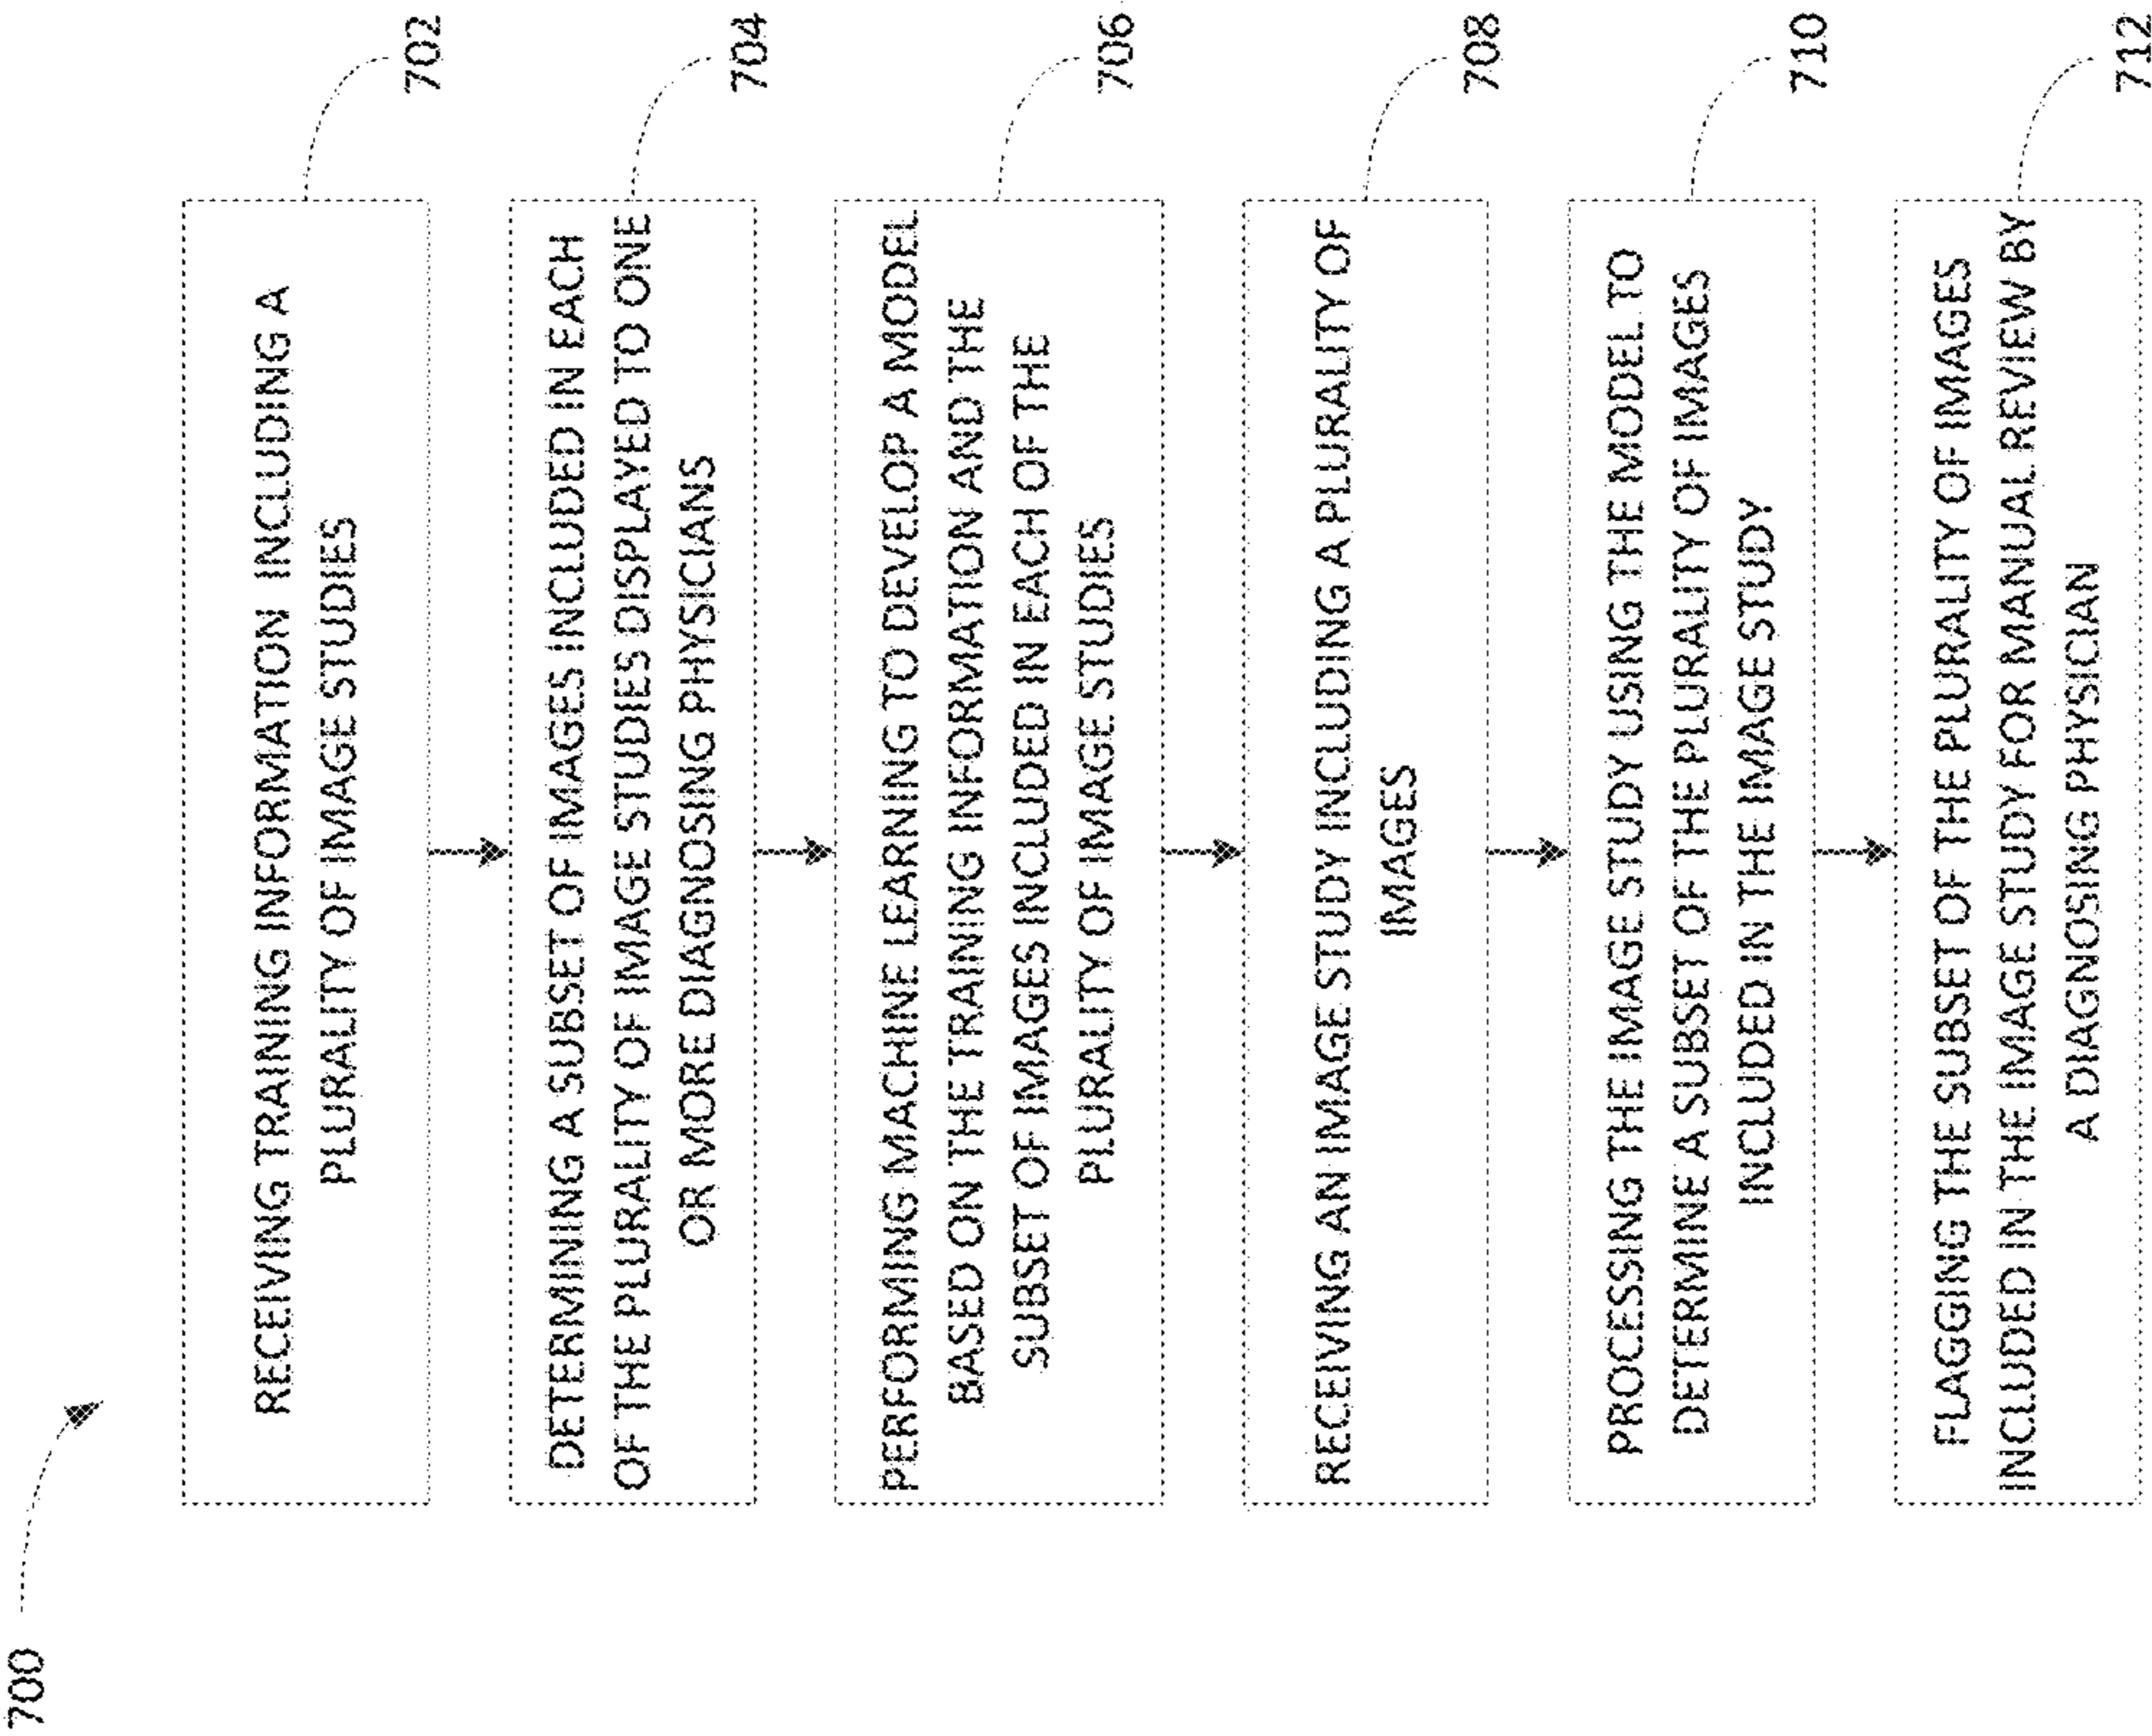 700
RECEIVING TRAINING INFORMATION INCLUDING A
PLURALITY OF IMAGE STUDIES
702
DETERMINING A SUBSET OF IMAGES INCLUDED IN EACH
OF THE PLURALITY OF IMAGE STUDIES DISPLAYED TO ONE
OR MORE DIAGNOSING PHYSICIANS
704
PERFORMING MACHINE LEARNING TO DEVELOP A MODEL
BASED ON THE TRAINING INFORMATION AND THE
SUBSET OF IMAGES INCLUDED IN EACH OF THE
PLURALITY OF IMAGE STUDIES
706
RECEIVING AN IMAGE STUDY INCLUDING A PLURALITY OF
IMAGES
708
PROCESSING THE IMAGE STUDY USING THE MODEL TO
DETERMINE A SUBSET OF THE PLURALITY OF IMAGES
INCLUDED IN THE IMAGE STUDY
710
FLAGGING THE SUBSET OF THE PLURALITY OF IMAGES
INCLUDED IN THE IMAGE STUDY FOR MANUAL REVIEW BY
A DIAGNOSING PHYSICIAN
712